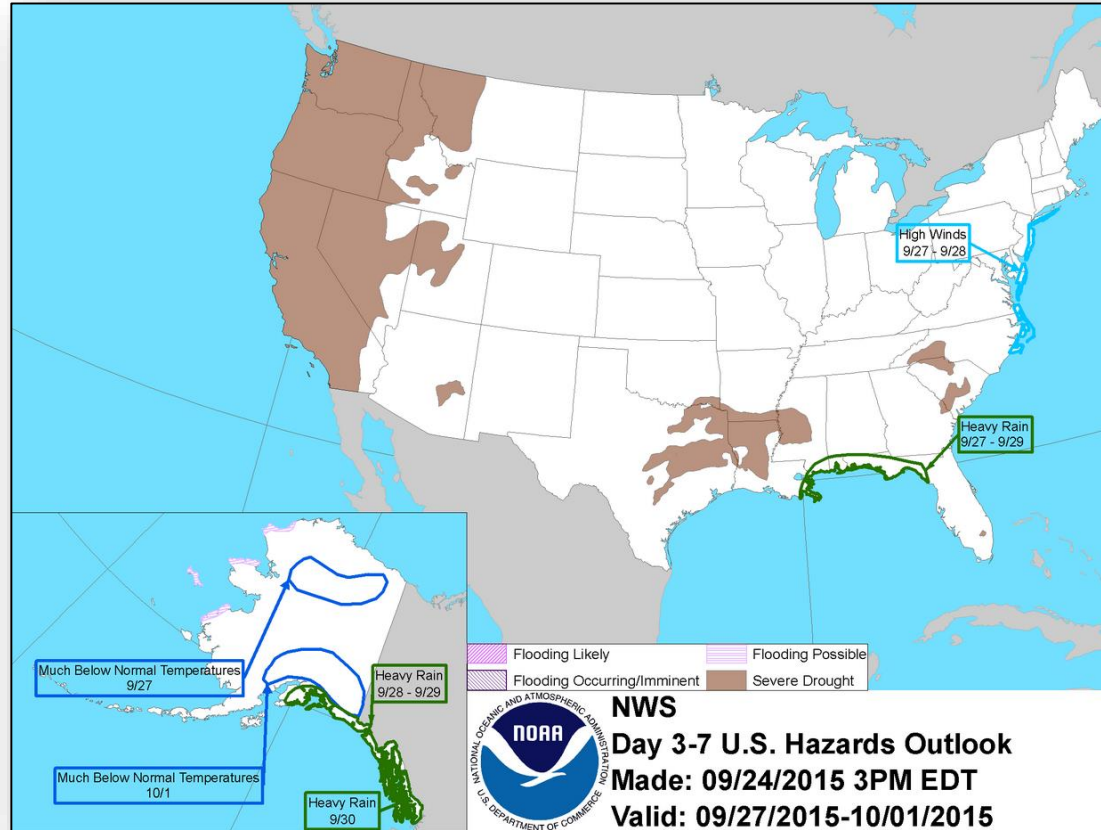 High Winds
9/27 - 9/28
Heavy Rain
9/27 - 9/29
Much Below Normal Temperatures
9/27
Heavy Rain
9/28 - 9/29
Much Below Normal Temperatures
10/1
Heavy Rain
9/30
Flooding Likely
Flooding Possible
Flooding Occurring/Imminent
Severe Drought
NATIONAL OCEANIC AND ATMOSPHERIC ADMINISTRATION
NOAA
U.S. DEPARTMENT OF COMMERCE
NWS
Day 3-7 U.S. Hazards Outlook
Made: 09/24/2015 3PM EDT
Valid: 09/27/2015-10/01/2015